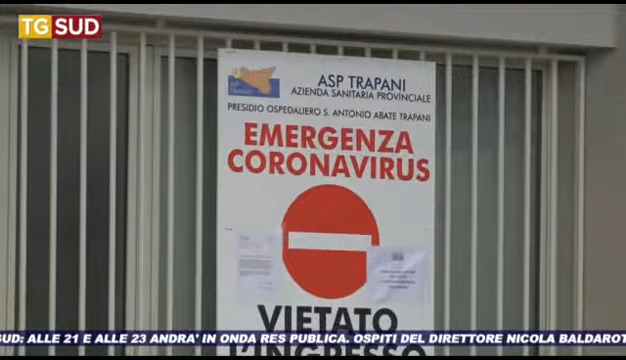 TG SUD
ASP TRAPANI
AZIENDA SANITARIA PROVINCIALE
PRESIDIO OSPEDALIERO S. ANTONIO ABATE TRAPANI
EMERGENZA
CORONAVIRUS
VIETATO
L'INGRESSO
SUD: ALLE 21 E ALLE 23 ANDRA' IN ONDA RES PUBLICA. OSPITI DEL DIRETTORE NICOLA BALDAROT